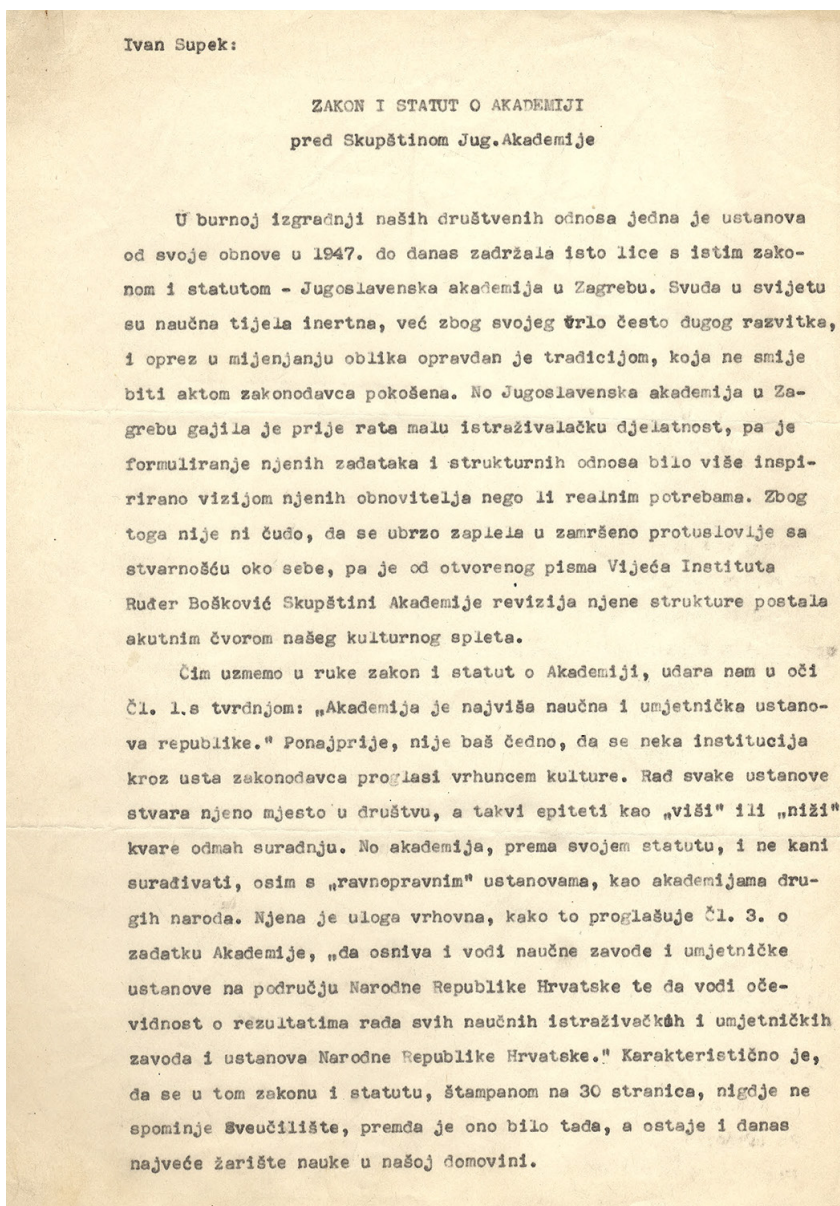 Ivan Supek:
ZAKON I STATUT O AKADEMIJI
pred Skupštinom Jug.Akademije
U burnoj izgradnji naših društvenih odnosa jedna je ustanova
od svoje obnove u 1947. do danas zadržala isto lice s istim zako-
nom i statutom - Jugoslavenska akademija u Zagrebu. Svuda u svijetu
su naučna tijela inertna, već zbog svojeg vrlo često dugog razvitka,
i oprez u mijenjanju oblika opravdan je tradicijom, koja ne smije
biti aktom zakonodavca pokošena. No Jugoslavenska akademija u Za-
grebu gajila je prije rata malu istraživalačku djelatnost, pa je
formuliranje njenih zadataka i strukturnih odnosa bilo više inspi-
rirano vizijom njenih obnovitelja nego li realnim potrebama. Zbog
toga nije ni čudo, da se ubrzo zaplela u zamršeno protuslovlje sa
stvarnošću oko sebe, pa je od otvorenog pisma Vijeća Instituta
Ruđer Bošković Skupštini Akademije revizija njene strukture postala
akutnim čvorom našeg kulturnog spleta.
Čim uzmemo u ruke zakon i statut o Akademiji, udara nam u oči
Čl. 1.s tvrdnjom: „Akademija je najviša naučna i umjetnička ustano-
va republike." Ponajprije, nije baš čedno, da se neka institucija
kroz usta zakonodavca proglasi vrhuncem kulture. Rad svake ustanove
stvara njeno mjesto u društvu, a takvi epiteti kao „viši" ili „niži"
kvare odmah suradnju. No akademija, prema svojem statutu, i ne kani
surađivati, osim s „ravnopravnim" ustanovama, kao akademijama dru-
gih naroda. Njena je uloga vrhovna, kako to proglašuje Čl. 3. o
zadatku Akademije, „da osniva i vodi naučne zavode i umjetničke
ustanove na području Narodne Republike Hrvatske te da vodi oče-
vidnost o rezultatima rada svih naučnih istraživačkih i umjetničkih
zavoda i ustanova Narodne Republike Hrvatske." Karakteristično je,
da se u tom zakonu i statutu, štampanom na 30 stranica, nigdje ne
spominje Sveučilište, premda je ono bilo tada, a ostaje i danas
najveće žarište nauke u našoj domovini.